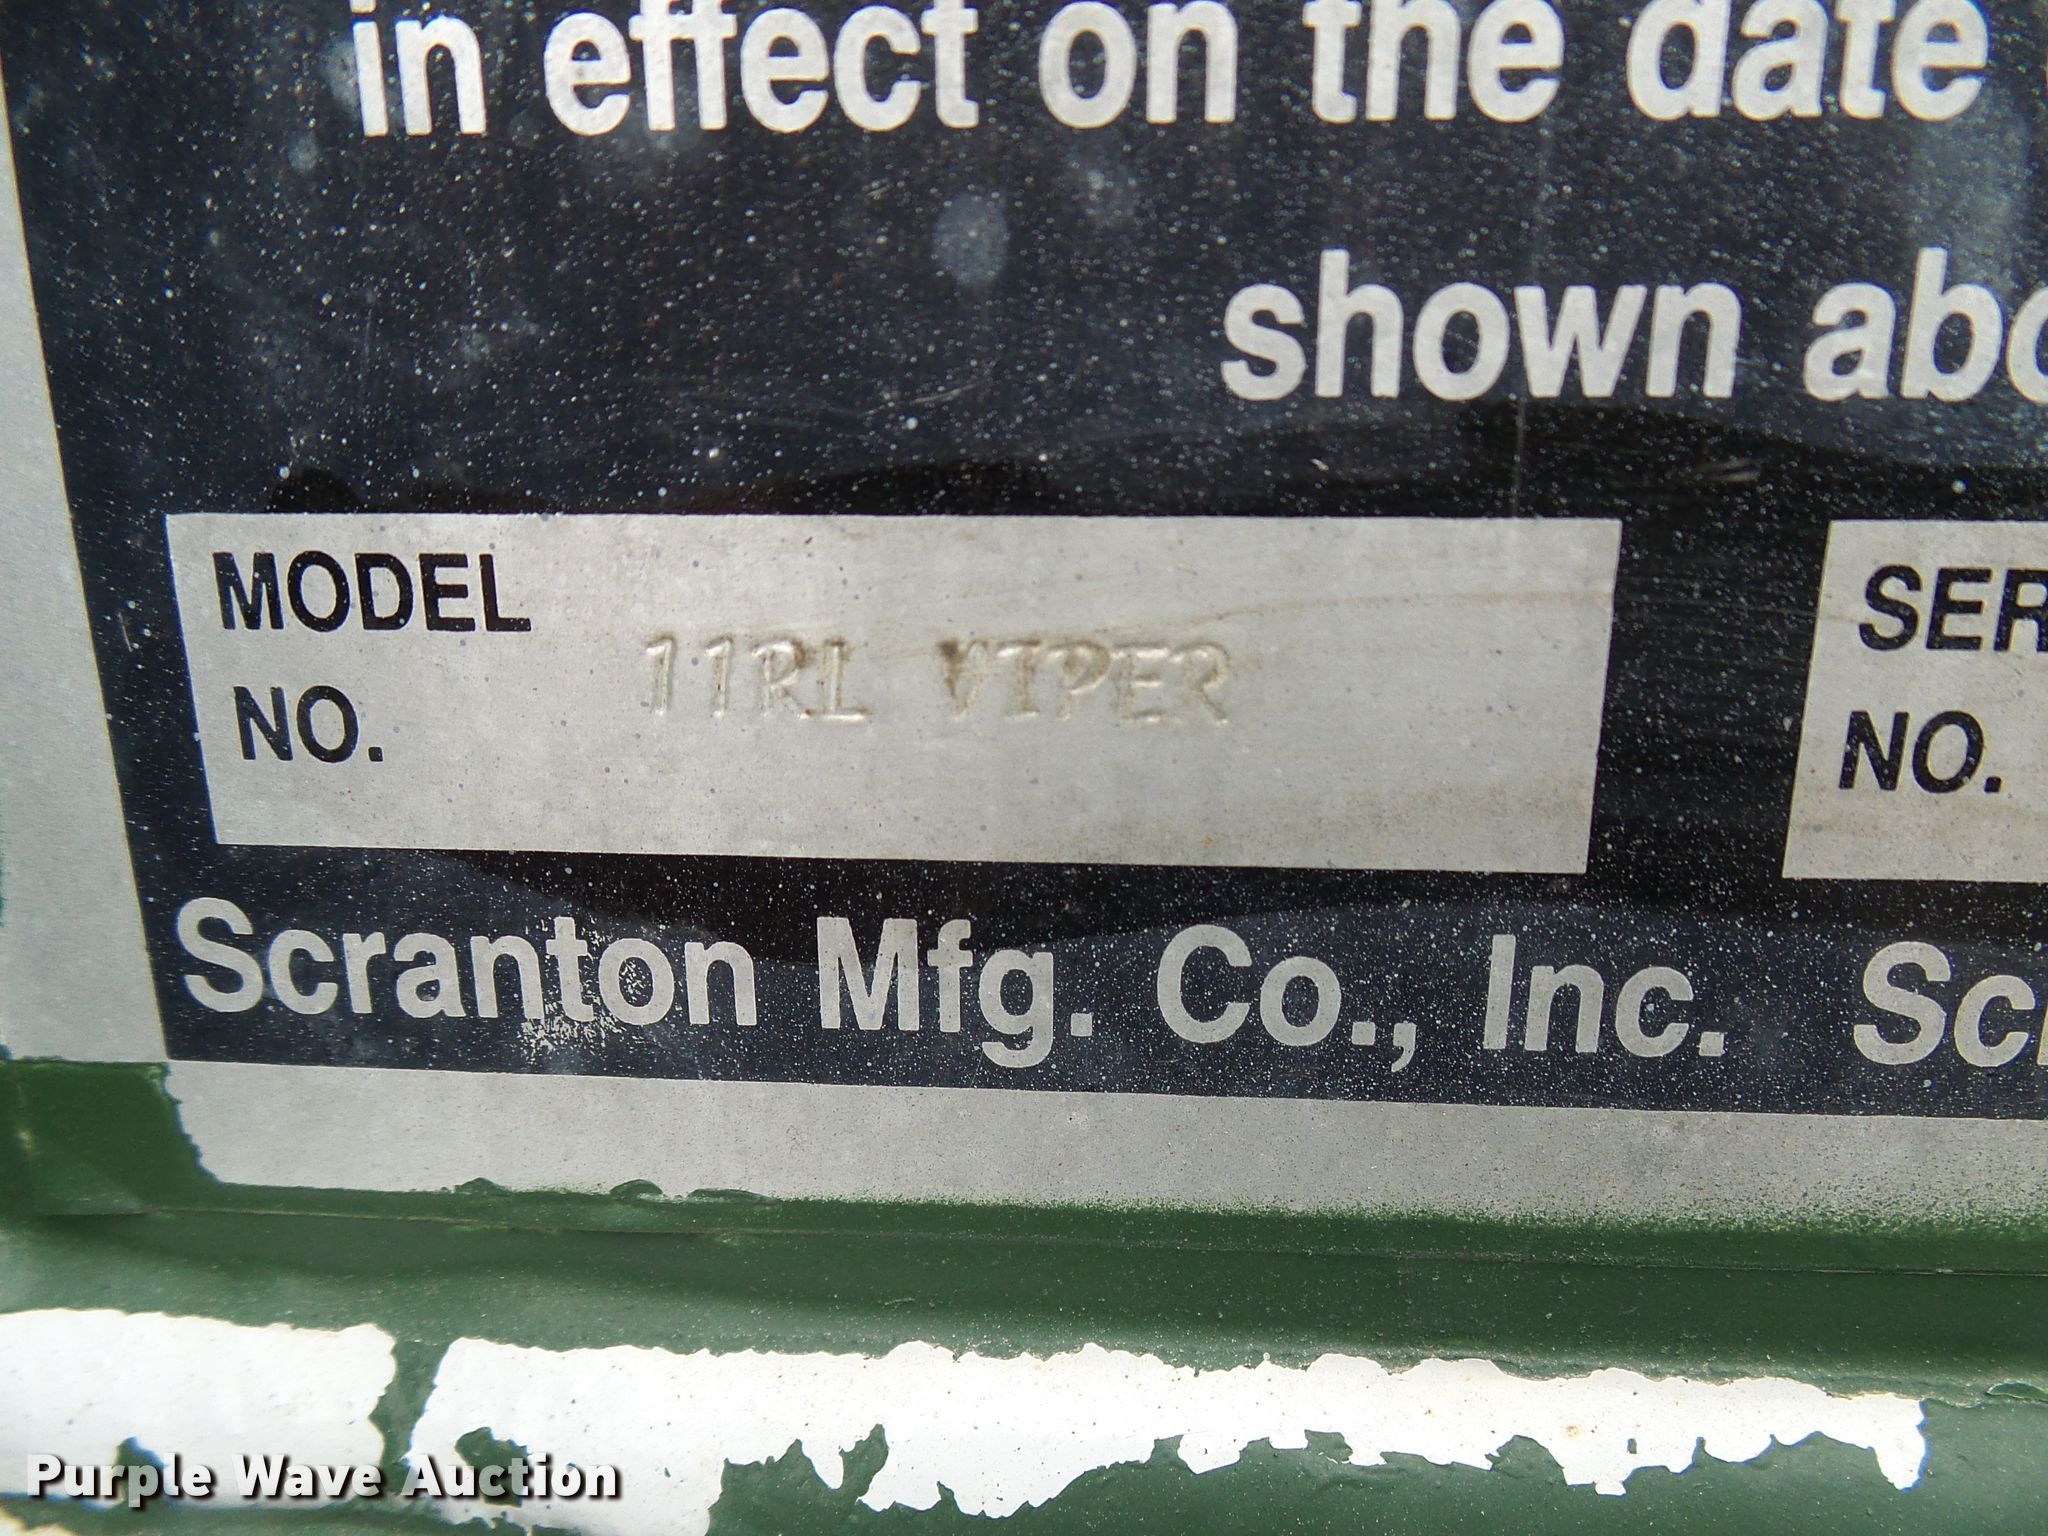 in effect on the date
shown abo
MODEL NO. 11RL VIPER
SER
NO.
Scranton Mfg. Co., Inc. Sc
Purple Wave Auction